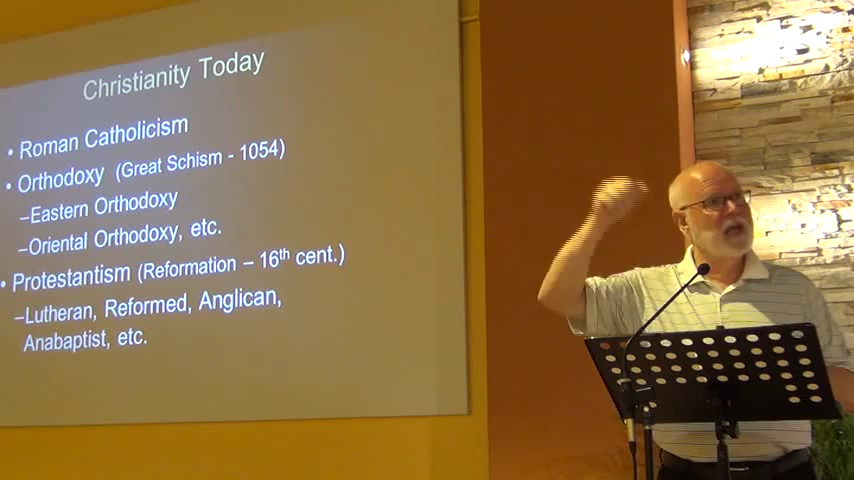 Christianity Today
• Roman Catholicism
• Orthodoxy (Great Schism - 1054)
–Eastern Orthodoxy
–Oriental Orthodoxy, etc.
• Protestantism (Reformation – 16th cent.)
–Lutheran, Reformed, Anglican,
Anabaptist, etc.